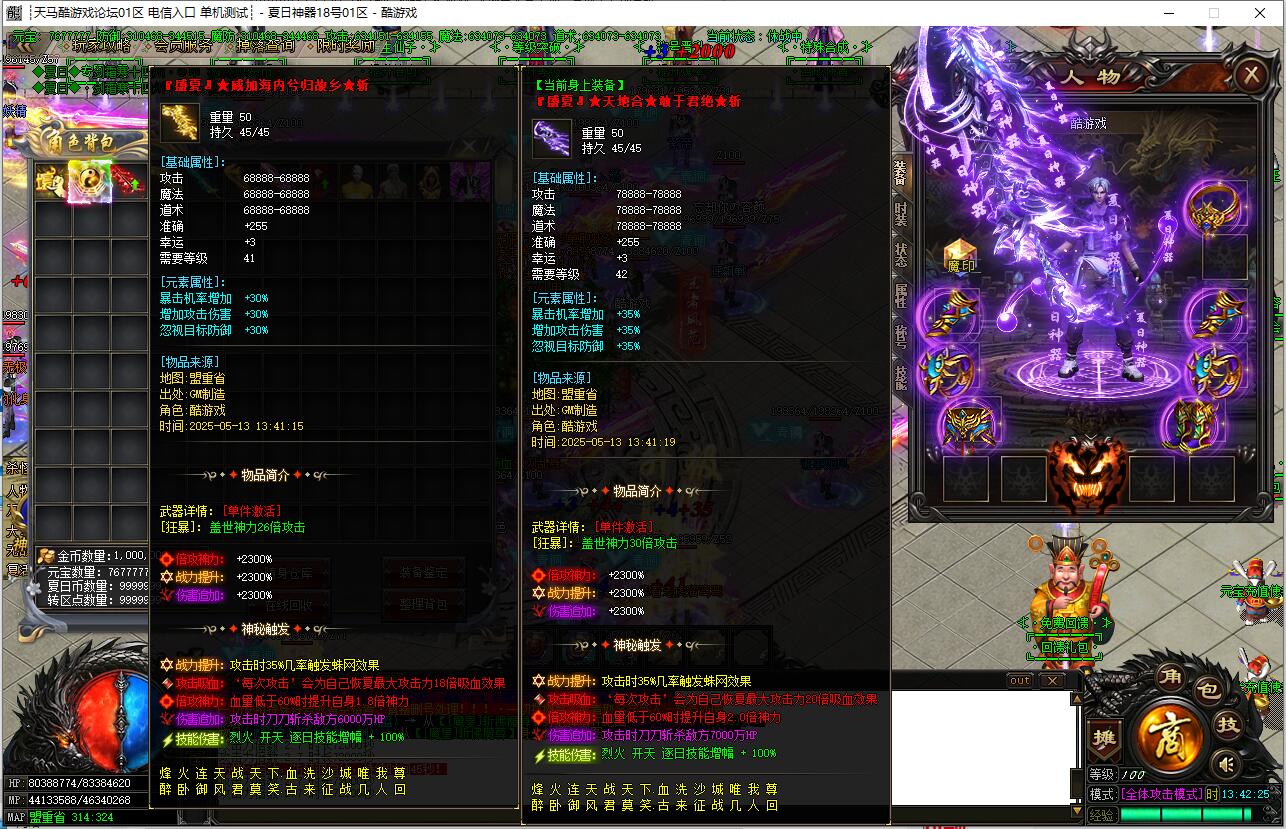 天马酷游戏论坛01区 电信入口 单机测试 - 夏日神器18号01区 - 酷游戏
『盛夏』★威加海内兮归故乡★斩
重量 50
持久 45/45
[基础属性]:
攻击 68888-68888
魔法 68888-68888
道术 68888-68888
准确 +255
幸运 +3
需要等级 41
[元素属性]:
暴击机率增加 +30%
增加攻击伤害 +30%
忽视目标防御 +30%
[物品来源]
地图:盟重省
出处:GM制造
角色:酷游戏
时间:2025-05-13 13:41:15
物品简介
武器详情: [单件激活]
[狂暴]: 盖世神力26倍攻击
倍攻神力: +2300%
战力提升: +2300%
伤害追加: +2300%
神秘触发
战力提升: 攻击时35%几率触发蛛网效果
攻击吸血: ‘每次攻击’会为自己恢复最大攻击力18倍吸血效果
倍攻神力: 血量低于60%时提升自身1.8倍神力
伤害追加: 攻击时刀刀斩杀敌方6000万HP
技能伤害: 烈火 开天 逐日技能增幅 + 100%
烽火连天战天下血洗沙城唯我尊
醉卧御风君莫笑古来征战几人回
【当前身上装备】
『盛夏』★天地合★敢于君绝★斩
重量 50
持久 45/45
[基础属性]:
攻击 78888-78888
魔法 78888-78888
道术 78888-78888
准确 +255
幸运 +3
需要等级 42
[元素属性]:
暴击机率增加 +35%
增加攻击伤害 +35%
忽视目标防御 +35%
[物品来源]
地图:盟重省
出处:GM制造
角色:酷游戏
时间:2025-05-13 13:41:19
物品简介
武器详情: [单件激活]
[狂暴]: 盖世神力30倍攻击
倍攻神力: +2300%
战力提升: +2300%
伤害追加: +2300%
神秘触发
战力提升: 攻击时35%几率触发蛛网效果
攻击吸血: ‘每次攻击’会为自己恢复最大攻击力20倍吸血效果
倍攻神力: 血量低于60%时提升自身2.0倍神力
伤害追加: 攻击时刀刀斩杀敌方7000万HP
技能伤害: 烈火 开天 逐日技能增幅 + 100%
烽火连天战天下血洗沙城唯我尊
醉卧御风君莫笑古来征战几人回
角色背包
金币数量:1,000,
元宝数量: 7677777
夏日币数量: 9999
转区点数量: 9999
HP: 80388774/83384620
MP: 44133588/46340268
MAP 盟重省 314:324
人物
酷游戏
装备
时装
状态
属性
称号
技能
魔印
夏日神器
免费回馈
回馈礼包
元宝充值使
充值使
out
角
包
技
商
摊
等级: 100
模式: [全体攻击模式] 时 13:42:25
经验